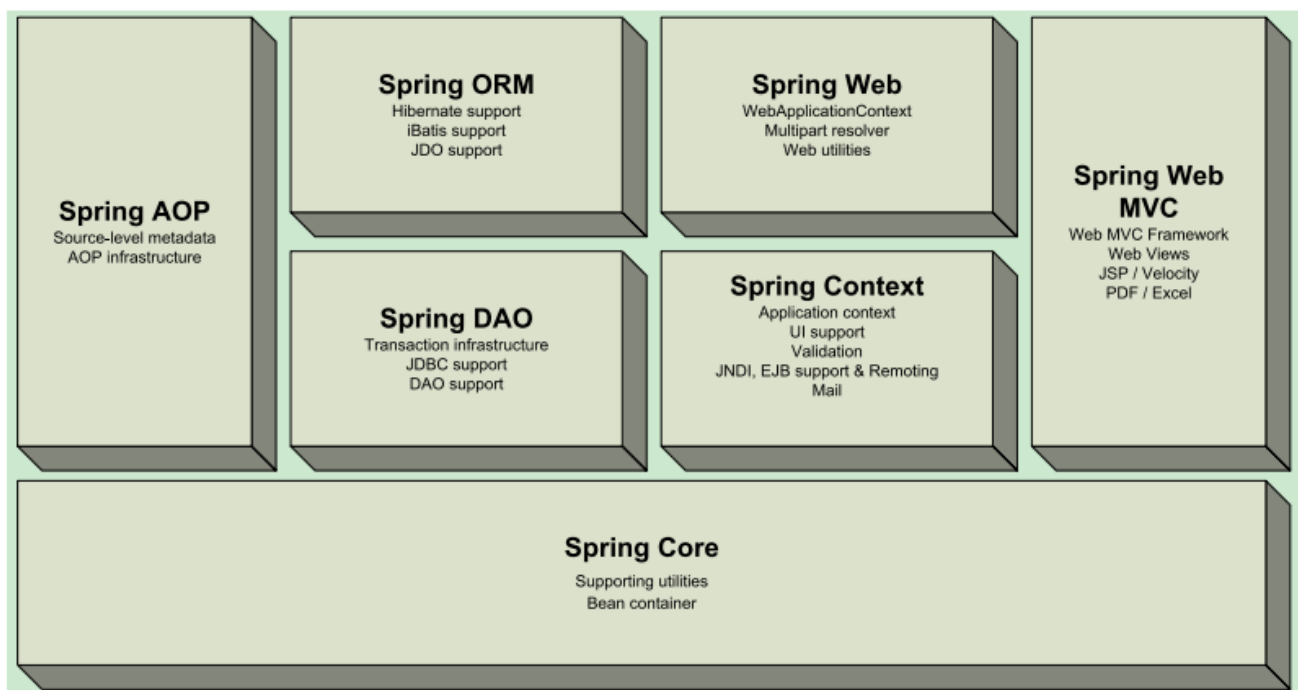 Spring AOP
Source-level metadata
AOP infrastructure
Spring ORM
Hibernate support
iBatis support
JDO support
Spring DAO
Transaction infrastructure
JDBC support
DAO support
Spring Web
WebApplicationContext
Multipart resolver
Web utilities
Spring Context
Application context
UI support
Validation
JNDI, EJB support & Remoting
Mail
Spring Web
MVC
Web MVC Framework
Web Views
JSP / Velocity
PDF / Excel
Spring Core
Supporting utilities
Bean container